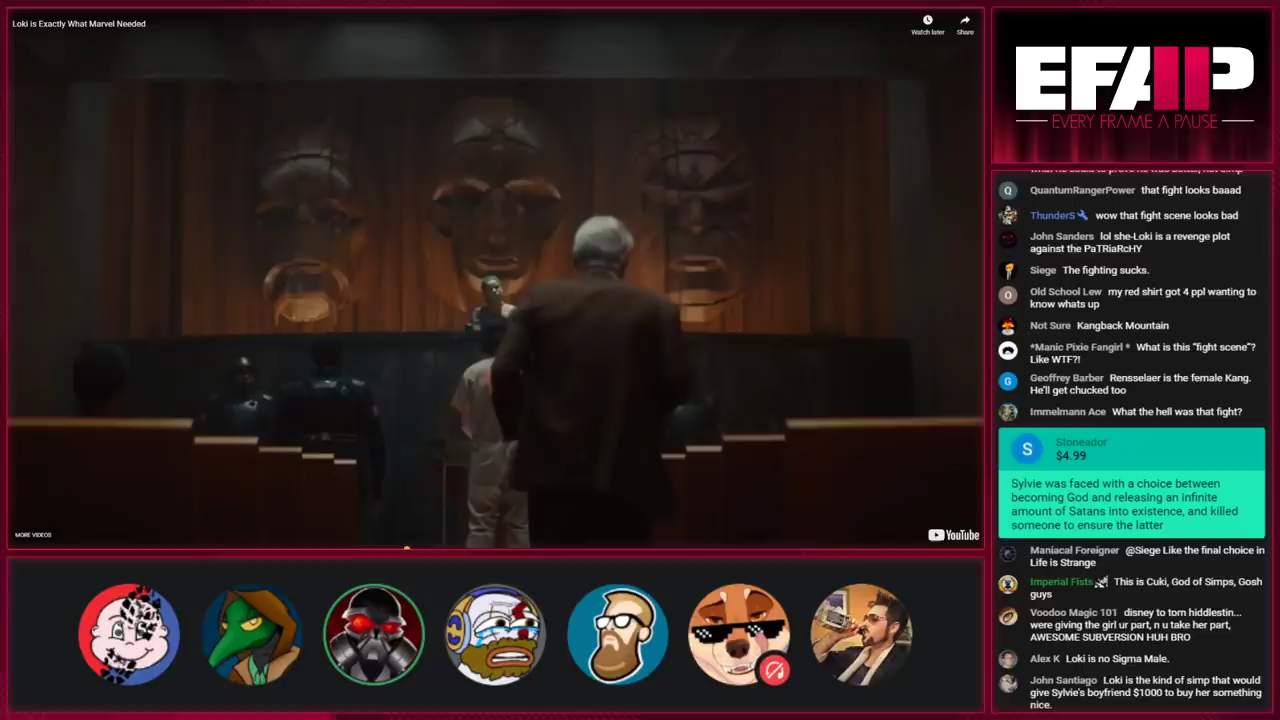 Loki is Exactly What Marvel Needed
Watch later
Share
MORE VIDEOS
YouTube
EFAP
EVERY FRAME A PAUSE
QuantumRangerPower that fight looks baaad
ThunderS wow that fight scene looks bad
John Sanders lol she-Loki is a revenge plot
against the PaTRiaRcHY
Siege The fighting sucks.
Old School Lew my red shirt got 4 ppl wanting to
know whats up
Not Sure Kangback Mountain
*Manic Pixie Fangirl * What is this "fight scene"?
Like WTF?!
Geoffrey Barber Rensselaer is the female Kang.
He'll get chucked too
Immelmann Ace What the hell was that fight?
S
Stoneador
$4.99
Sylvie was faced with a choice between
becoming God and releasing an infinite
amount of Satans into existence, and killed
someone to ensure the latter
Maniacal Foreigner @Siege Like the final choice in
Life is Strange
Imperial Fists This is Cuki, God of Simps, Gosh
guys
Voodoo Magic 101 disney to tom hiddlestin...
were giving the girl ur part, n u take her part,
AWESOME SUBVERSION HUH BRO
Alex K Loki is no Sigma Male.
John Santiago Loki is the kind of simp that would
give Sylvie's boyfriend $1000 to buy her something
nice.